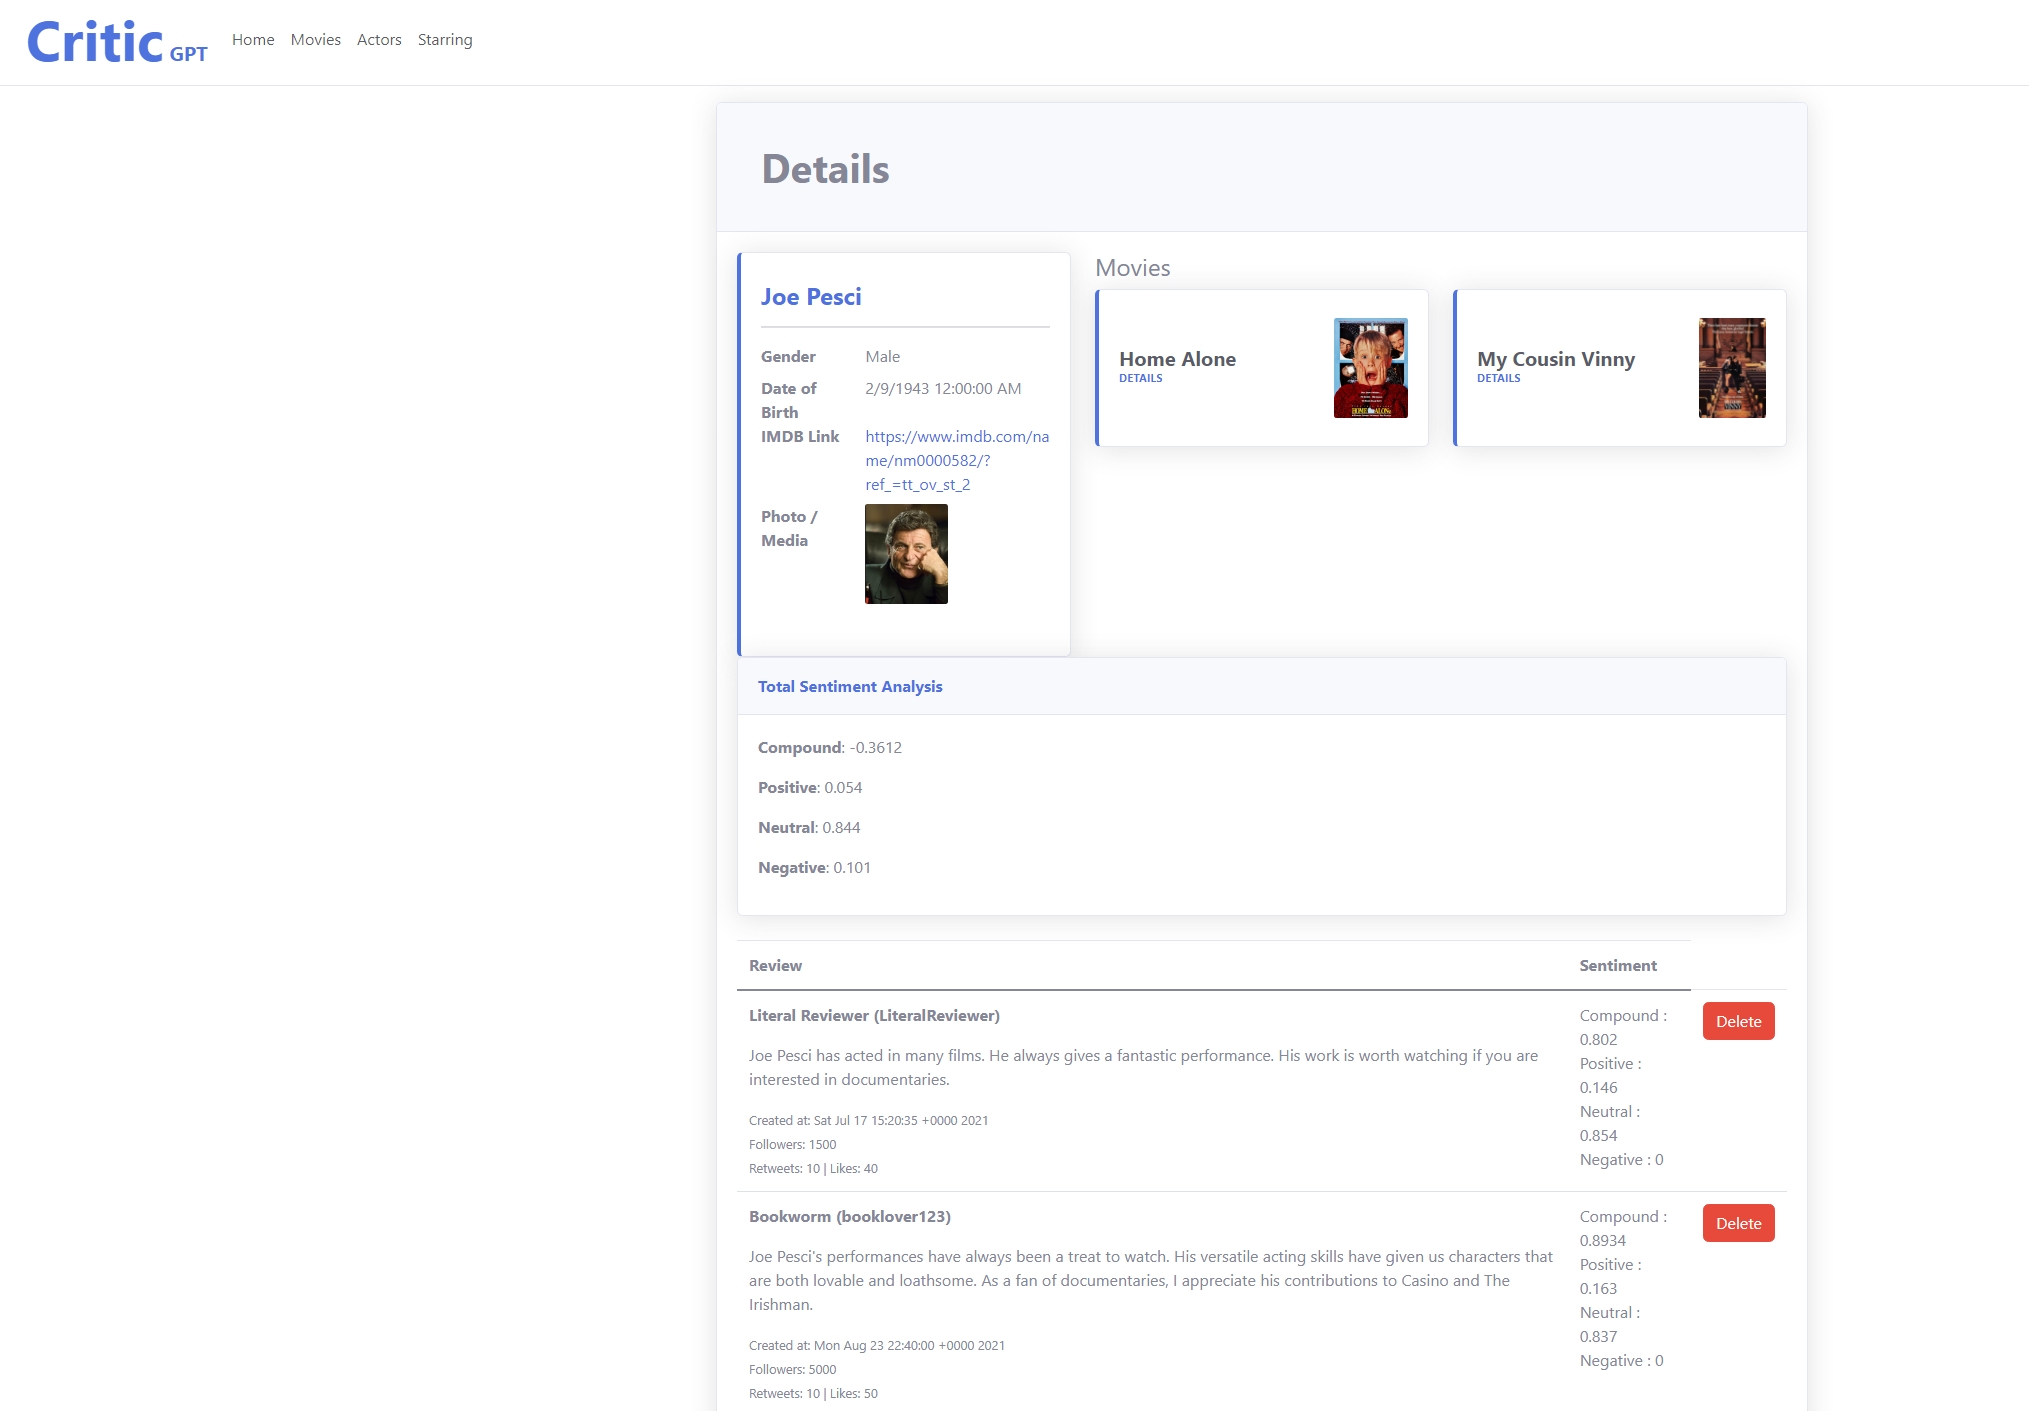 Critic GPT
Home Movies Actors Starring
Details
Joe Pesci
Gender Male
Date of Birth 2/9/1943 12:00:00 AM
IMDB Link https://www.imdb.com/na
me/nm0000582/?
ref_=tt_ov_st_2
Photo /
Media
Movies
Home Alone
DETAILS
HOME ALONE
My Cousin Vinny
DETAILS
Total Sentiment Analysis
Compound: -0.3612
Positive: 0.054
Neutral: 0.844
Negative: 0.101
Review Sentiment
Literal Reviewer (LiteralReviewer)
Joe Pesci has acted in many films. He always gives a fantastic performance. His work is worth watching if you are
interested in documentaries.
Created at: Sat Jul 17 15:20:35 +0000 2021
Followers: 1500
Retweets: 10 | Likes: 40
Compound :
0.802
Positive :
0.146
Neutral :
0.854
Negative : 0
Delete
Bookworm (booklover123)
Joe Pesci's performances have always been a treat to watch. His versatile acting skills have given us characters that
are both lovable and loathsome. As a fan of documentaries, I appreciate his contributions to Casino and The
Irishman.
Created at: Mon Aug 23 22:40:00 +0000 2021
Followers: 5000
Retweets: 10 | Likes: 50
Compound :
0.8934
Positive :
0.163
Neutral :
0.837
Negative : 0
Delete